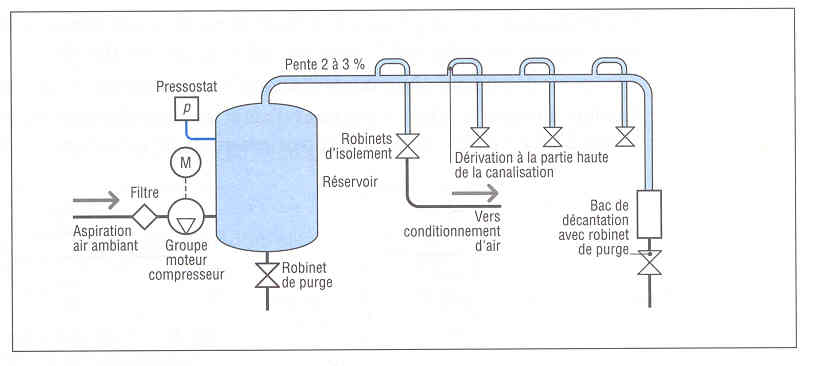 Pente 2 à 3 %
Pressostat
p
M
Filtre
Aspiration
air ambiant
Groupe
moteur
compresseur
Réservoir
Robinet
de purge
Robinets
d'isolement
Dérivation à la partie haute
de la canalisation
Vers
conditionnement
d'air
Bac de
décantation
avec robinet
de purge